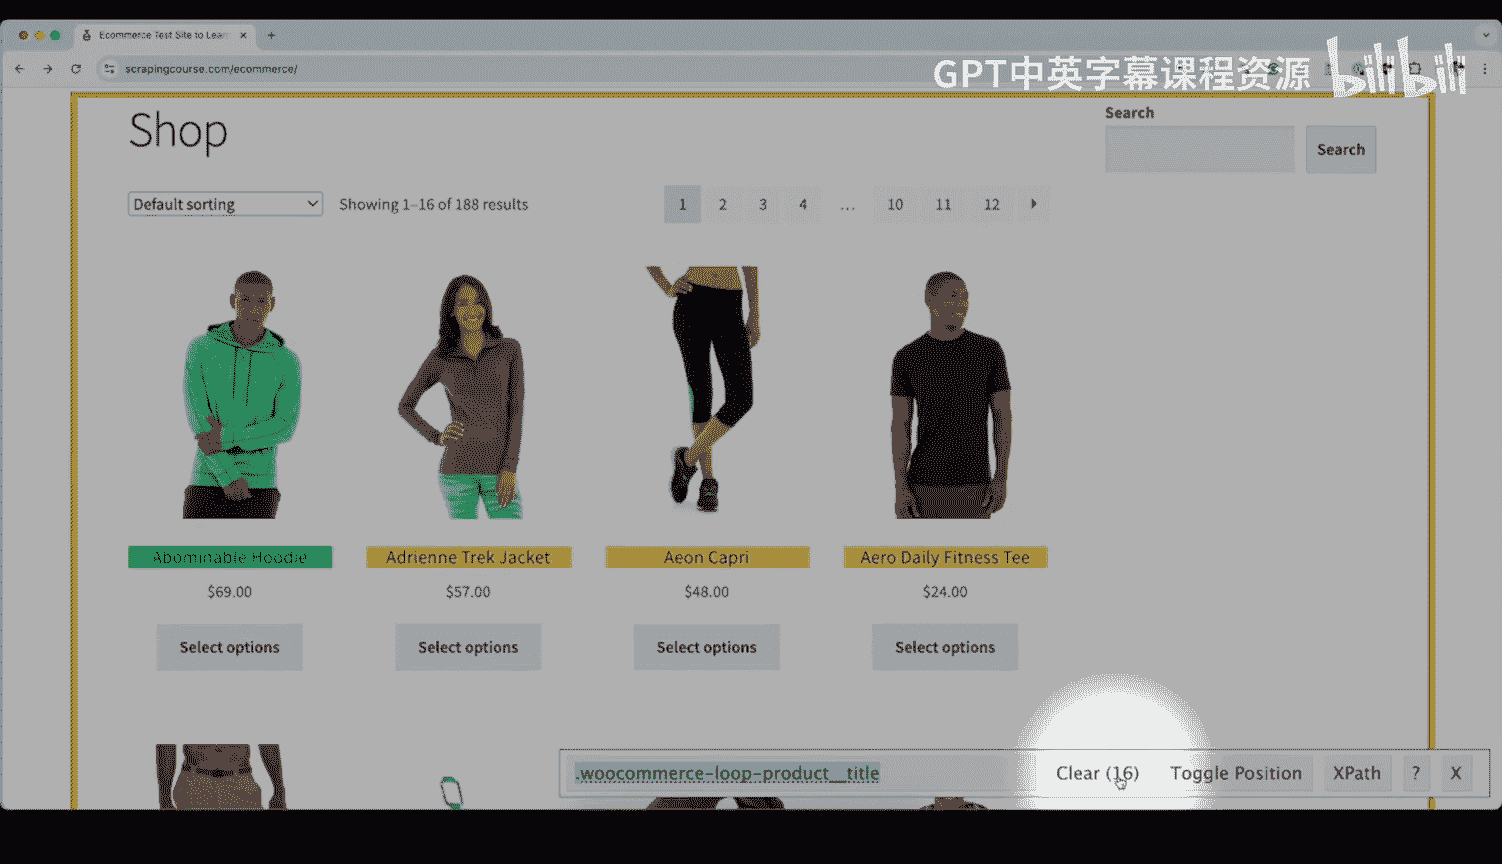 Ecommerce Test Site to Lear
scrapingcourse.com/ecommerce/
GPT中英字幕课程资源 bilibili
Shop
Search
Search
Default sorting
Showing 1–16 of 188 results
1 2 3 4 ... 10 11 12
Abominable Hoodie
Adrienne Trek Jacket
Aeon Capri
Aero Daily Fitness Tee
$69.00
$57.00
$48.00
$24.00
Select options
Select options
Select options
Select options
.woocommerce-loop-product__title
Clear (16)
Toggle Position
XPath
?
X